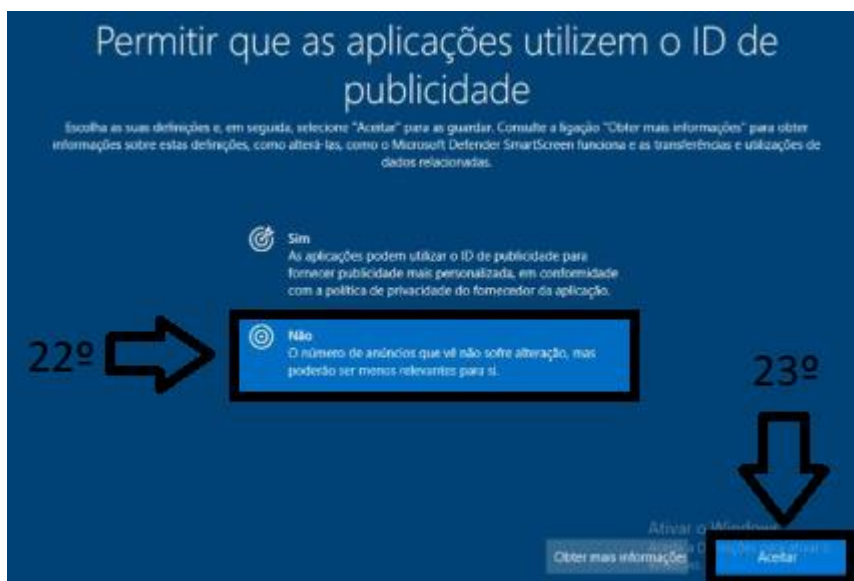 Permitir que as aplicações utilizem o ID de
publicidade
Escolha as suas definições e, em seguida, selecione "Aceitar" para as guardar. Consulte a ligação "Obter mais informações" para obter
informações sobre estas definições, como alterá-las, como o Microsoft Defender SmartScreen funciona e as transferências e utilizações de
dados relacionadas.
Sim
As aplicações podem utilizar o ID de publicidade para
fornecer publicidade mais personalizada, em conformidade
com a política de privacidade do fornecedor da aplicação.
22º
Não
O número de anúncios que vê não sofre alteração, mas
poderão ser menos relevantes para si.
23º
Ativar o Windows
Obter mais informações
Aceitar